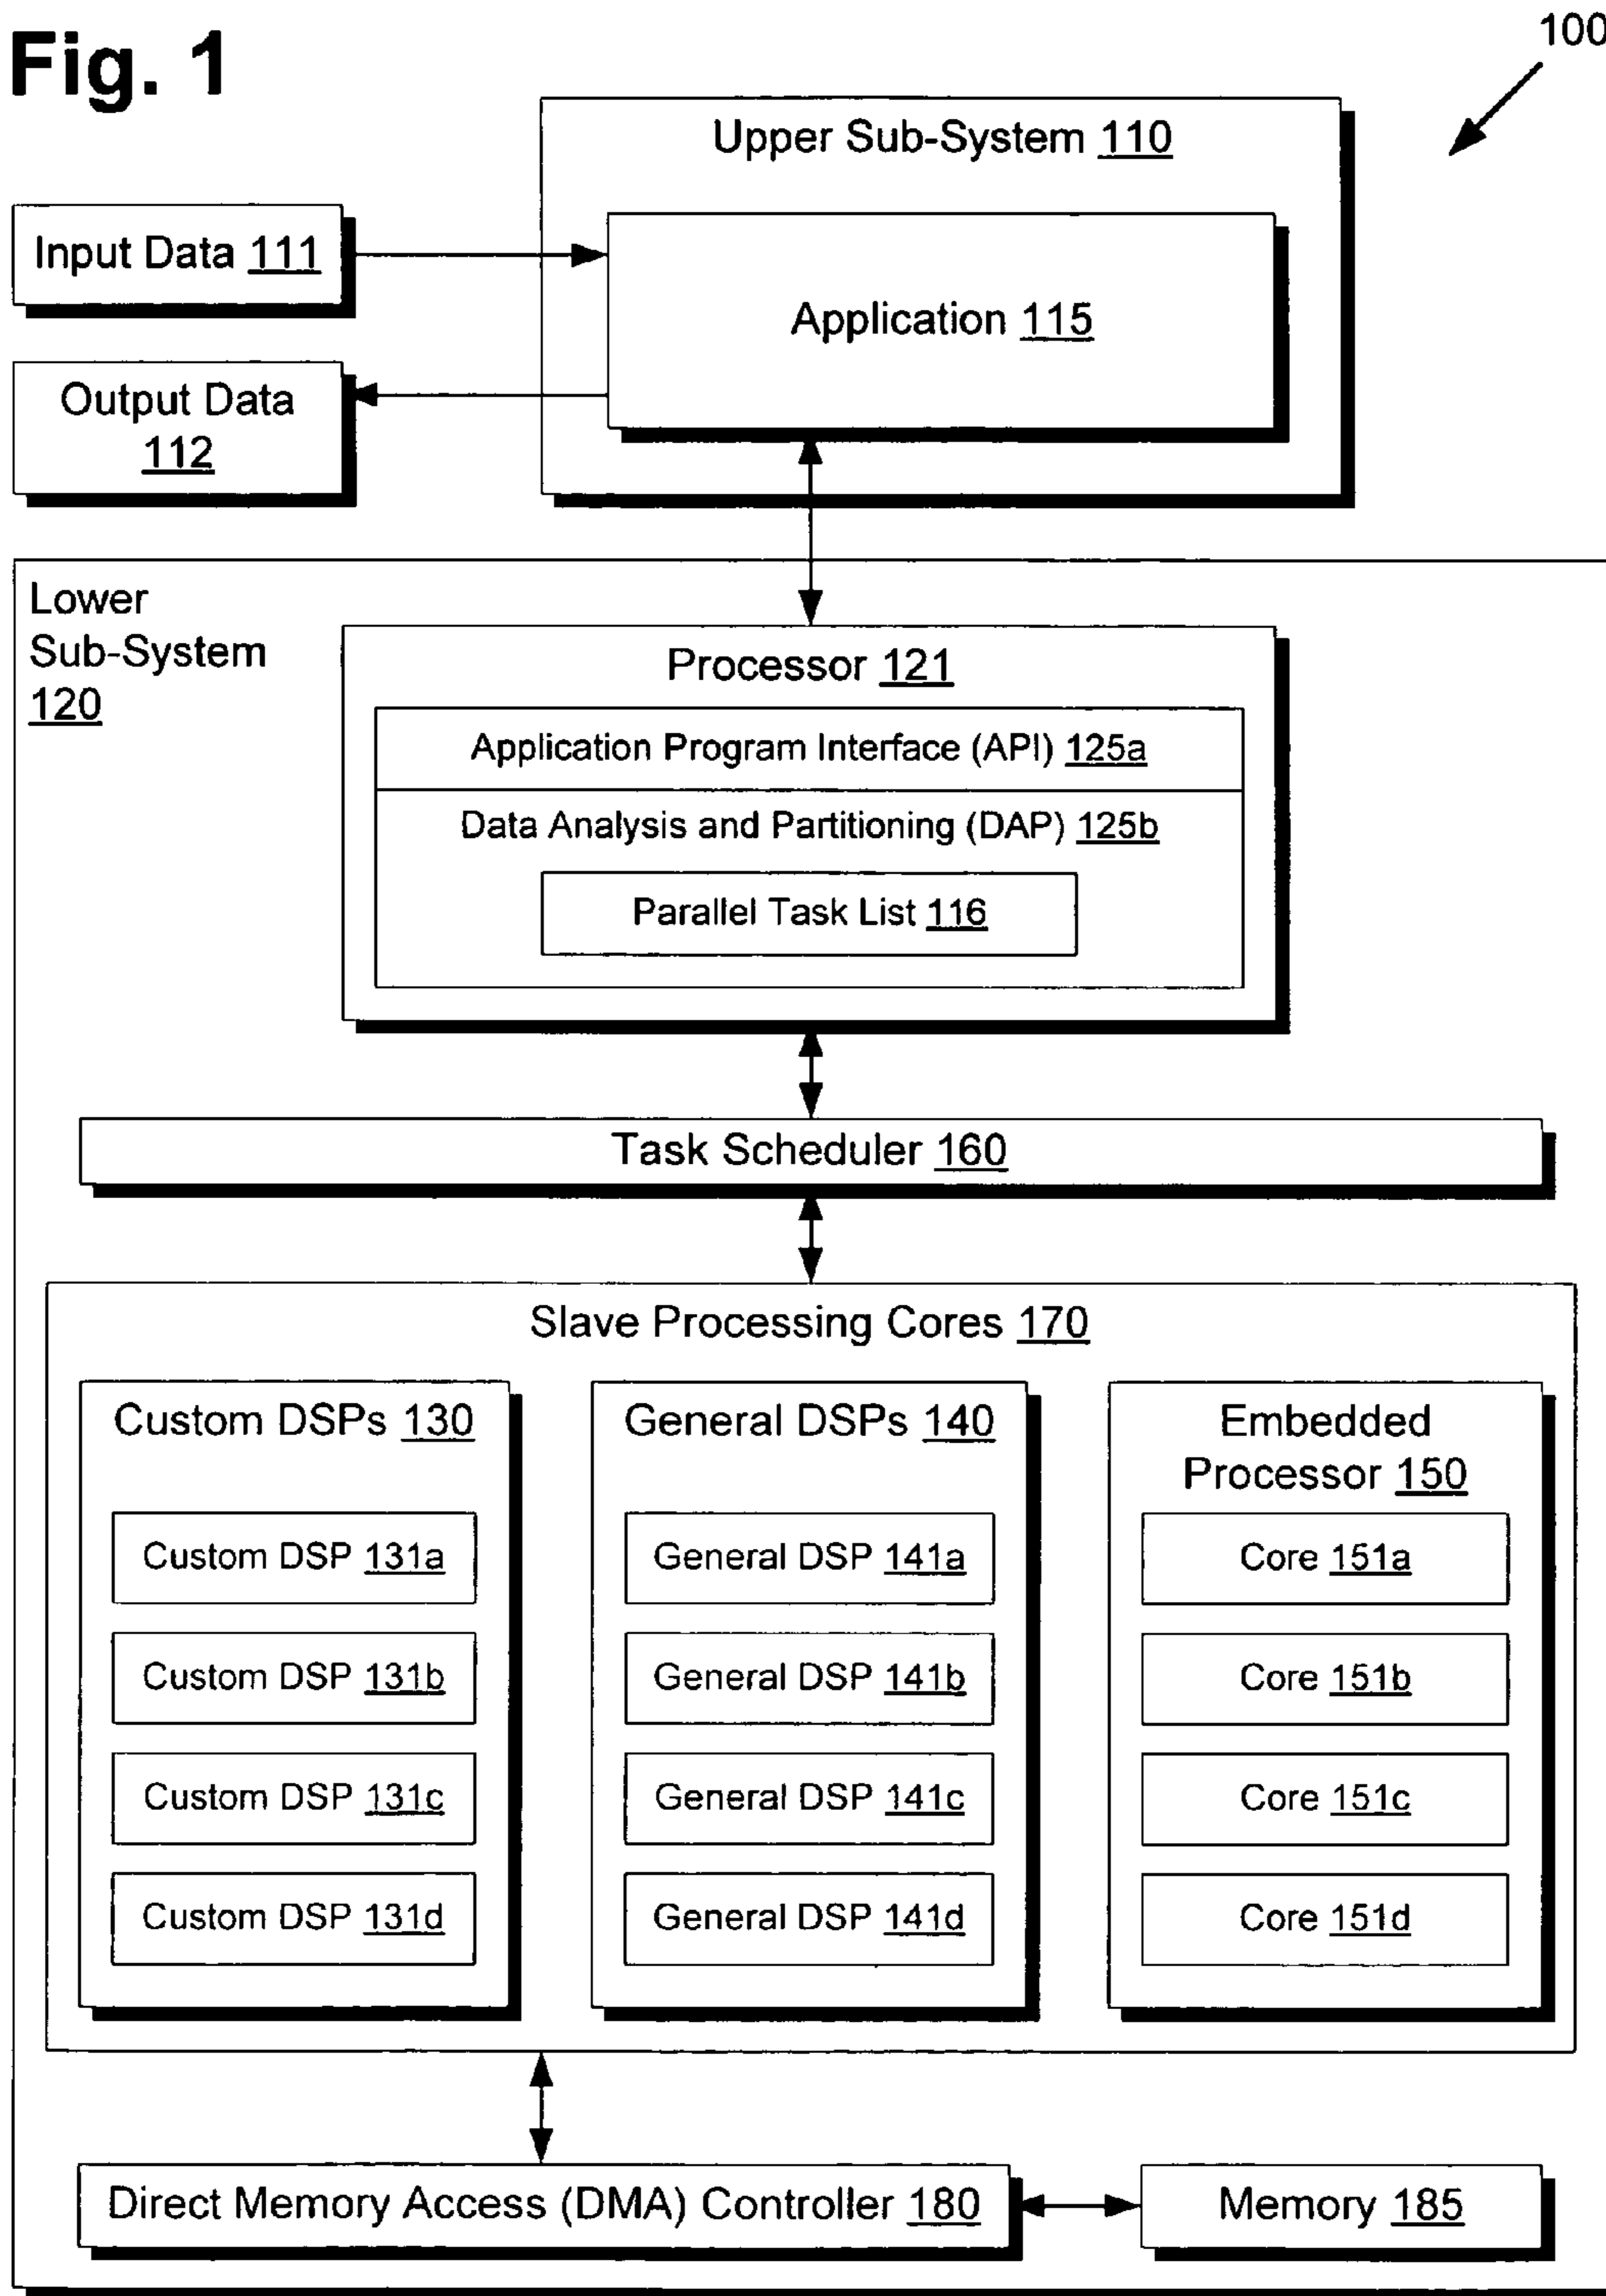 Fig. 1
100
Upper Sub-System 110
Input Data 111
Application 115
Output Data
112
Lower
Sub-System
120
Processor 121
Application Program Interface (API) 125a
Data Analysis and Partitioning (DAP) 125b
Parallel Task List 116
Task Scheduler 160
Slave Processing Cores 170
Custom DSPs 130
Custom DSP 131a
Custom DSP 131b
Custom DSP 131c
Custom DSP 131d
General DSPs 140
General DSP 141a
General DSP 141b
General DSP 141c
General DSP 141d
Embedded
Processor 150
Core 151a
Core 151b
Core 151c
Core 151d
Direct Memory Access (DMA) Controller 180
Memory 185